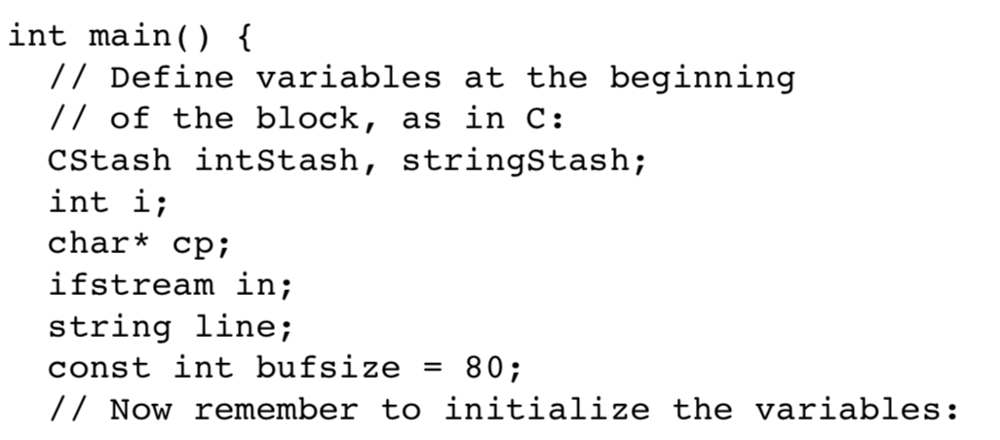 int main() {
  // Define variables at the beginning
  // of the block, as in C:
  CStash intStash, stringStash;
  int i;
  char* cp;
  ifstream in;
  string line;
  const int bufsize = 80;
  // Now remember to initialize the variables: